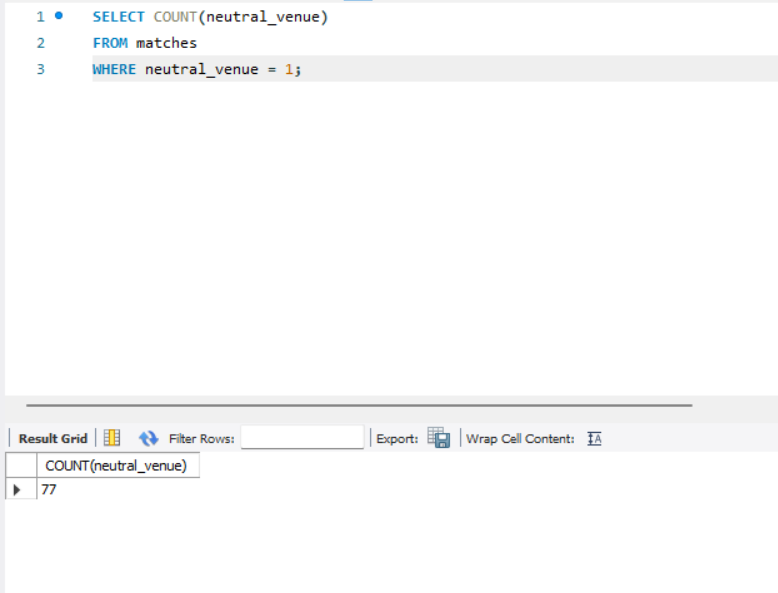 1 SELECT COUNT(neutral_venue)
2 FROM matches
3 WHERE neutral_venue = 1;
Result Grid Filter Rows: Export: Wrap Cell Content: IA
COUNT(neutral_venue)
77